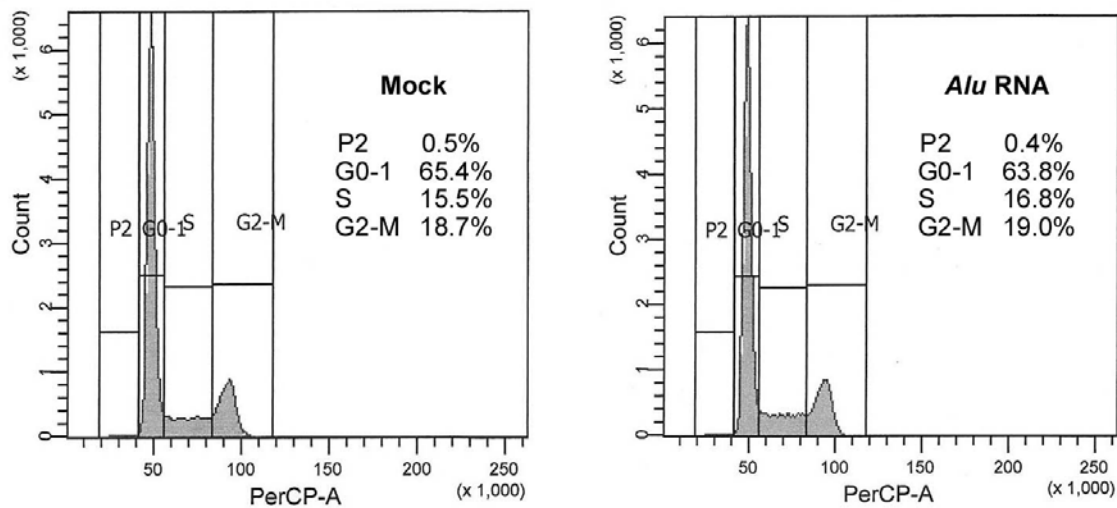 (x 1,000)
Count
0 1 2 3 4 5 6
Mock
P2 0.5%
G0-1 65.4%
S 15.5%
G2-M 18.7%
P2 G0-1 S G2-M
50 100 150 200 250
PerCP-A
(x 1,000)
(x 1,000)
Count
0 1 2 3 4 5 6
Alu RNA
P2 0.4%
G0-1 63.8%
S 16.8%
G2-M 19.0%
P2 G0-1 S G2-M
50 100 150 200 250
PerCP-A
(x 1,000)